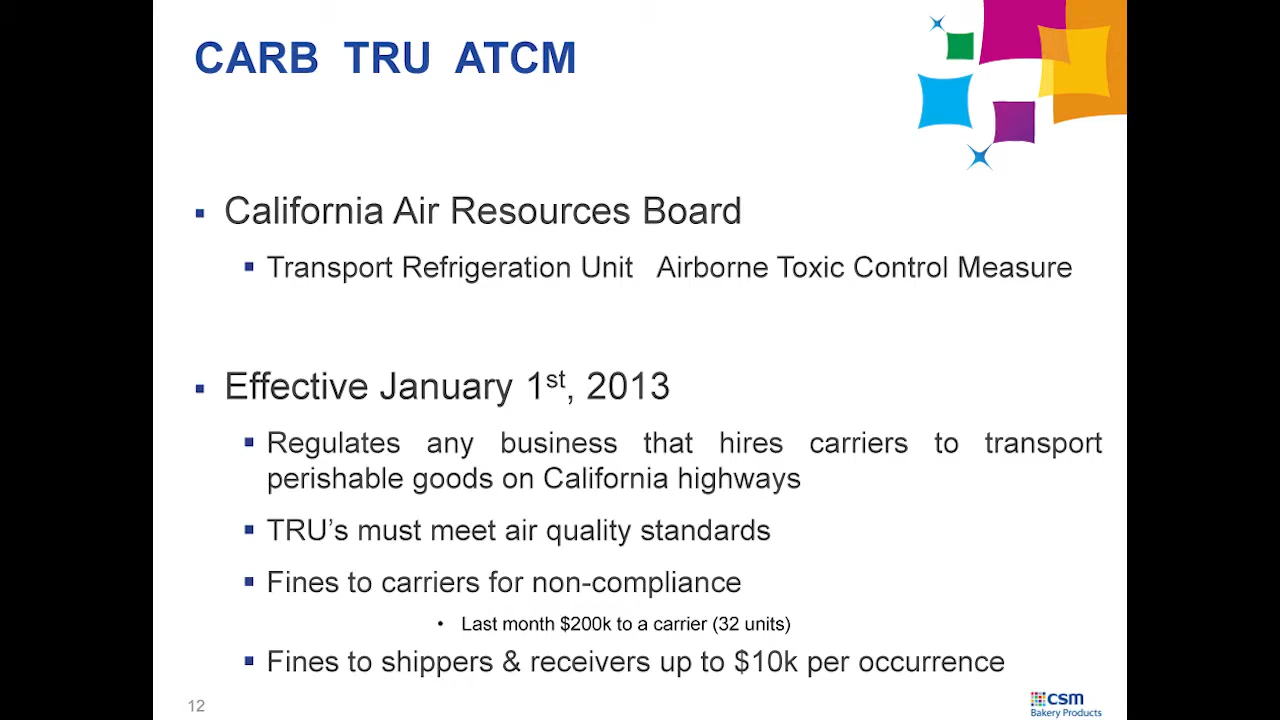 CARB TRU ATCM
▪ California Air Resources Board
▪ Transport Refrigeration Unit Airborne Toxic Control Measure
▪ Effective January 1st, 2013
▪ Regulates any business that hires carriers to transport
perishable goods on California highways
▪ TRU’s must meet air quality standards
▪ Fines to carriers for non-compliance
• Last month $200k to a carrier (32 units)
▪ Fines to shippers & receivers up to $10k per occurrence
12
csm
Bakery Products